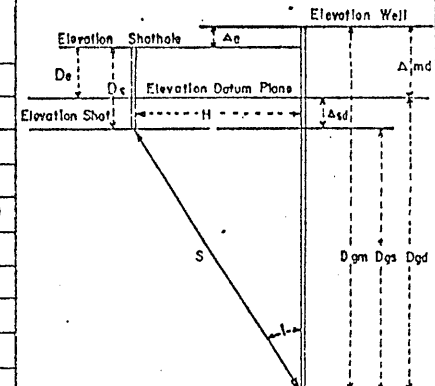 Elevation Well
Δe
Elevation Shothole
De
Ds
Δmd
Elevation Datum Plane
Elevation Shot
H
Δsd
S
Dgm
Dgs
Dgd
i